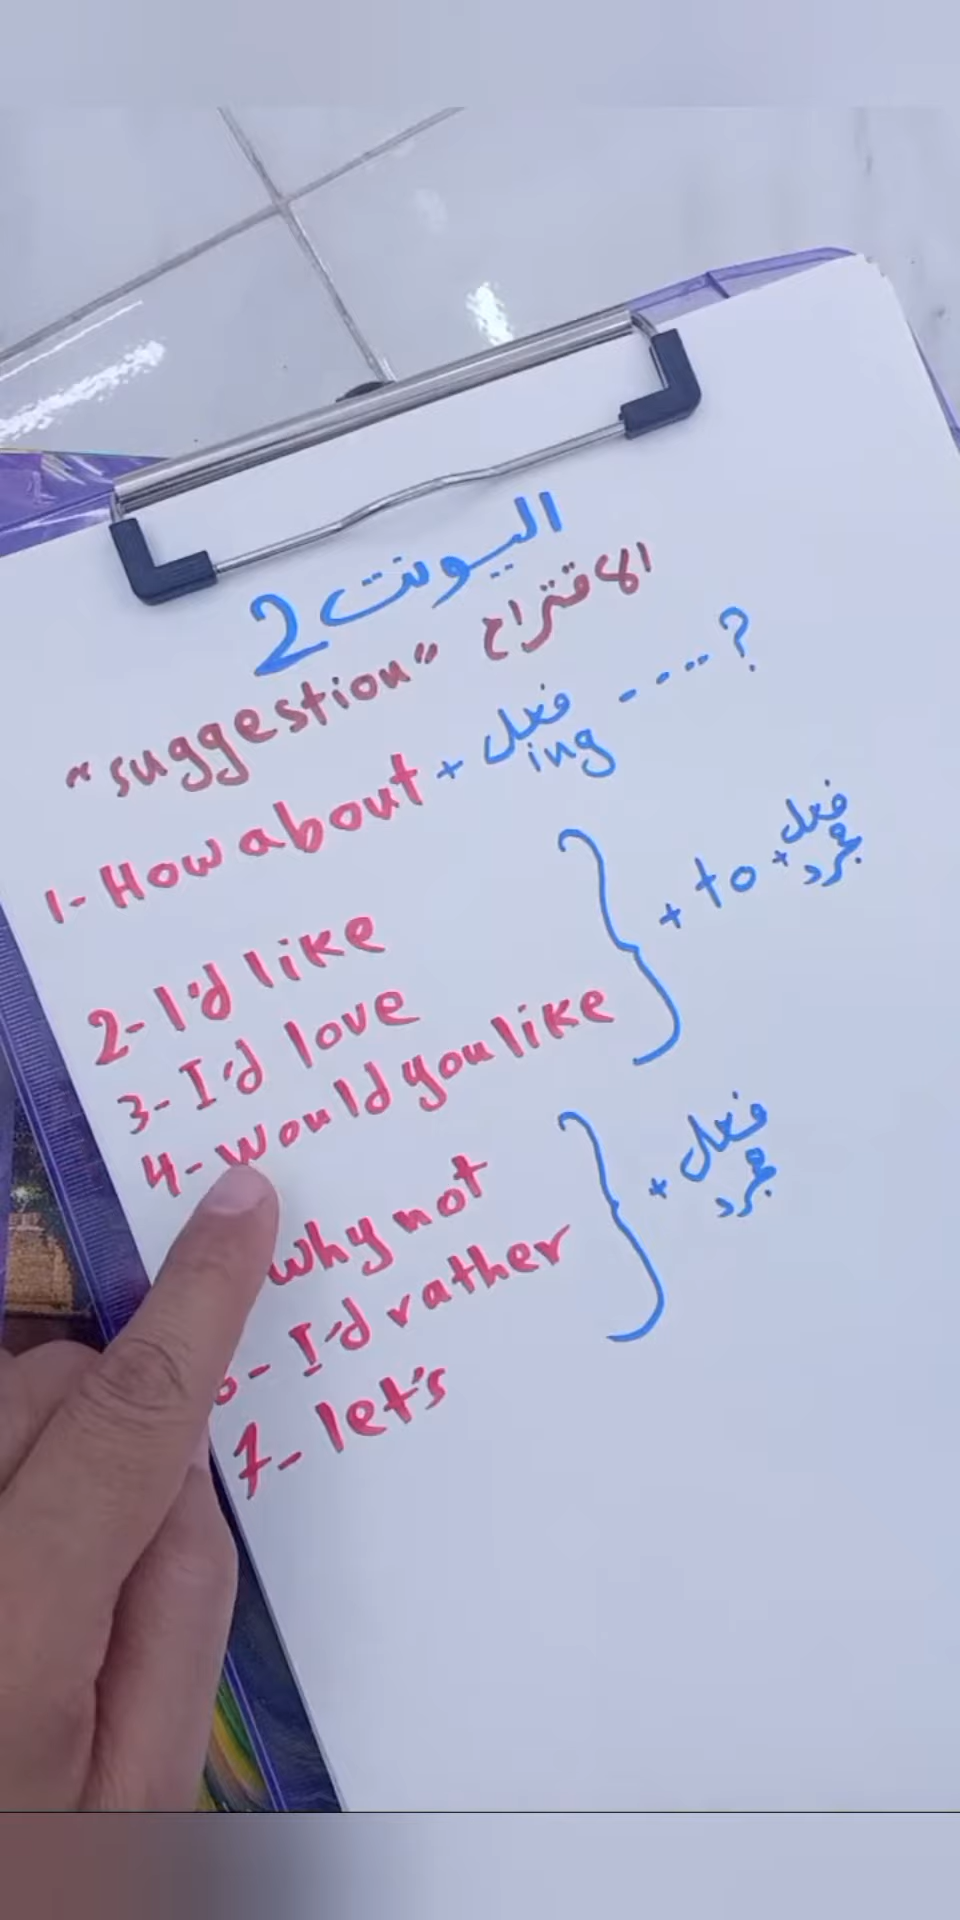 اليونت 2
"suggestion" الاقتراح
1- How about + فعل ing ....?
2- I'd like
3- I'd love
4- would you like
+ to + فعل مجرد
why not
- I'd rather
7- let's
+ فعل مجرد